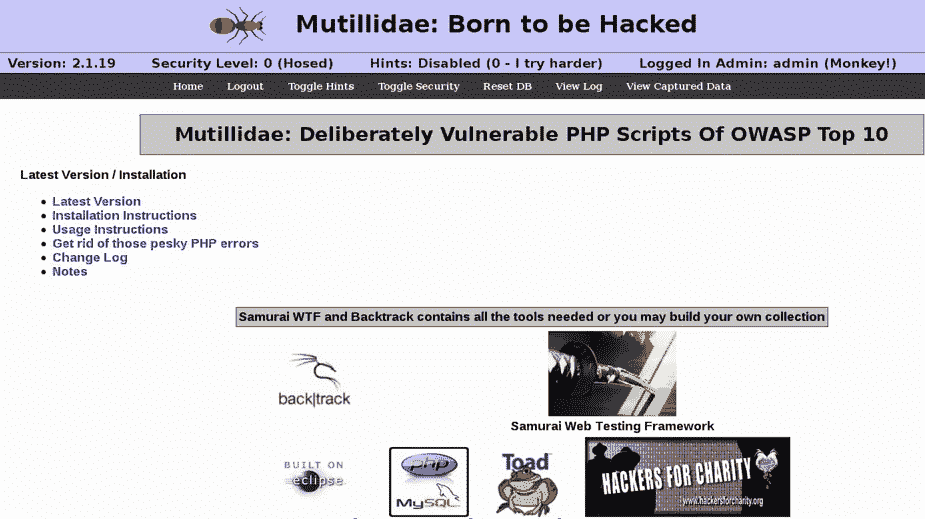 Mutillidae: Born to be Hacked
Version: 2.1.19 Security Level: 0 (Hosed) Hints: Disabled (0 - I try harder) Logged In Admin: admin (Monkey!)
Home Logout Toggle Hints Toggle Security Reset DB View Log View Captured Data
Mutillidae: Deliberately Vulnerable PHP Scripts Of OWASP Top 10
Latest Version / Installation
Latest Version
Installation Instructions
Usage Instructions
Get rid of those pesky PHP errors
Change Log
Notes
Samurai WTF and Backtrack contains all the tools needed or you may build your own collection
back|track
Samurai Web Testing Framework
BUILT ON
eclipse
php
MySQL
Toad
HACKERS FOR CHARITY
www.hackersforcharity.org